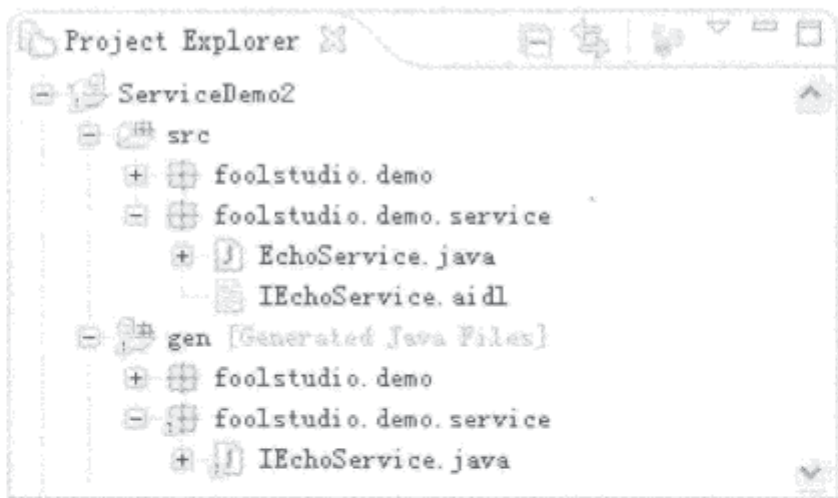 Project Explorer
ServiceDemo2
src
foolstudio.demo
foolstudio.demo.service
EchoService.java
IEchoService.aidl
gen [Generated Java Files]
foolstudio.demo
foolstudio.demo.service
IEchoService.java